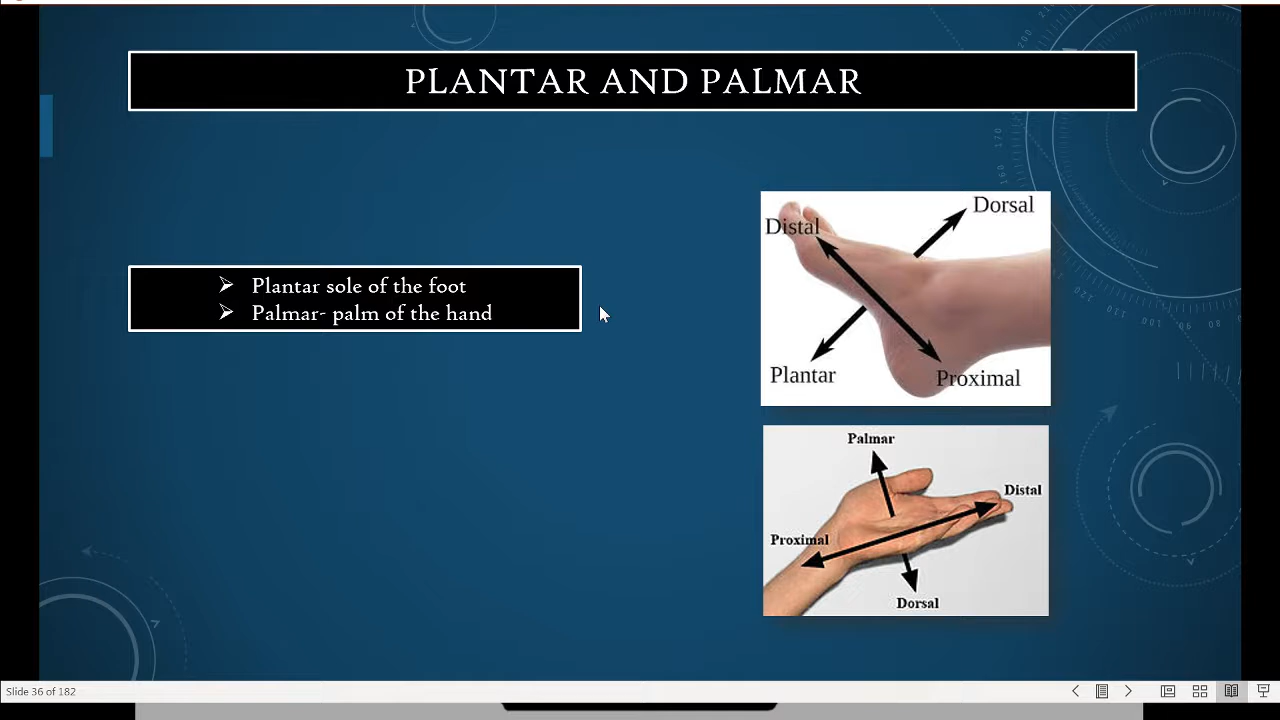 PLANTAR AND PALMAR
Plantar sole of the foot
Palmar- palm of the hand
Dorsal
Distal
Plantar
Proximal
Palmar
Distal
Proximal
Dorsal
Slide 36 of 182